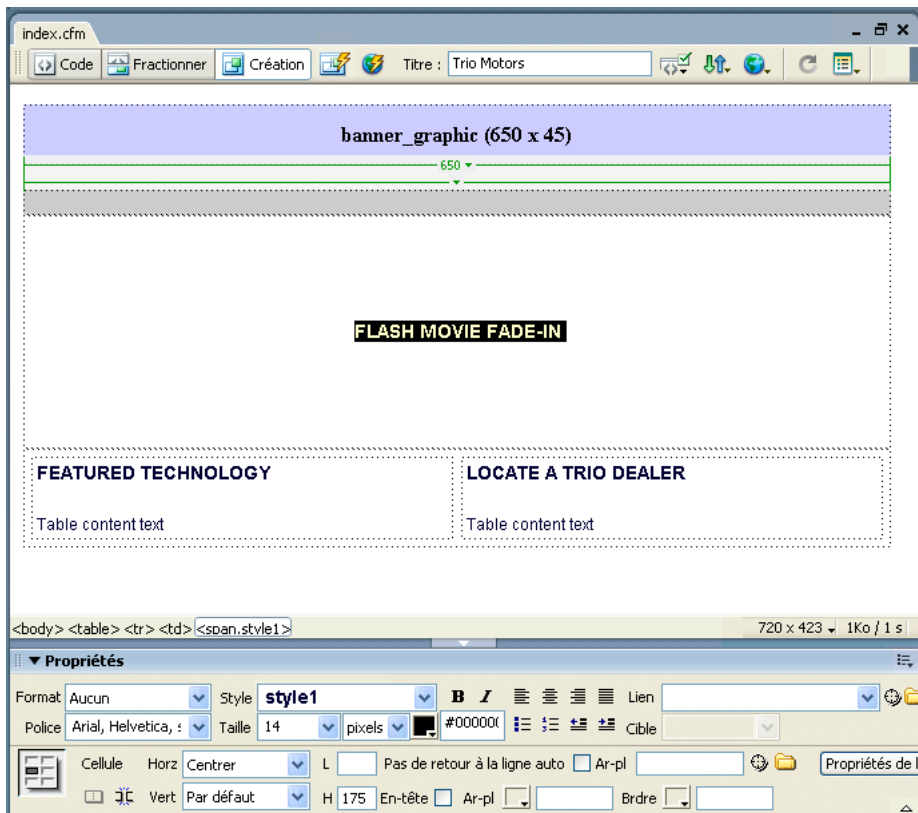 index.cfm
Code Fractionner Création Titre : Trio Motors
banner_graphic (650 x 45)
650
FLASH MOVIE FADE-IN
FEATURED TECHNOLOGY LOCATE A TRIO DEALER
Table content text Table content text
<body> <table> <tr> <td> <span.style1> 720 x 423 1Ko / 1 s
Propriétés
Format Aucun Style style1 B I Lien
Police Arial, Helvetica, s Taille 14 pixels #00000( Cible
Cellule Horz Centrer L Pas de retour à la ligne auto Ar-pl Propriétés de l
Vert Par défaut H 175 En-tête Ar-pl Brdre